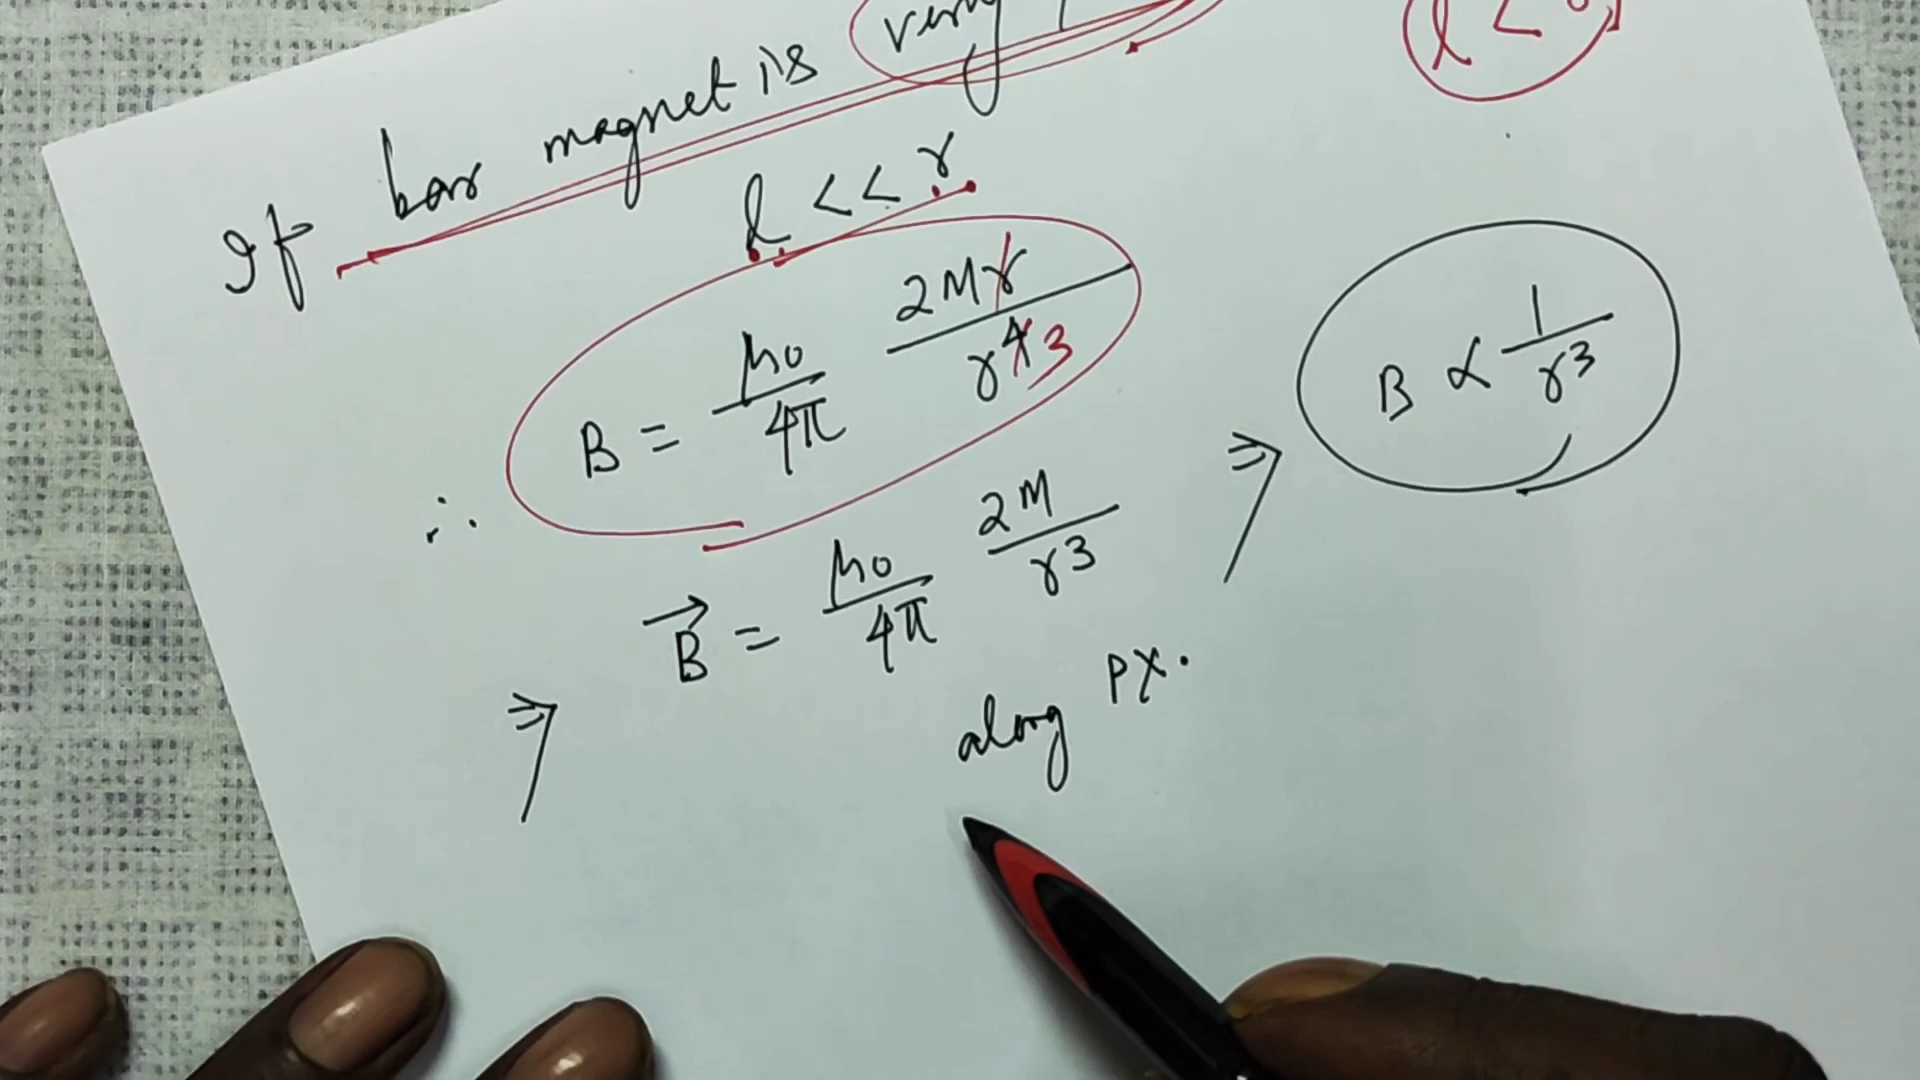 If bar magnet is very
l <
l << r
∴ B = μ0/4π 2Mr/r4 3
⇒ B ∝ 1/r³
⇒ B⃗ = μ0/4π 2M/r³
along PX.